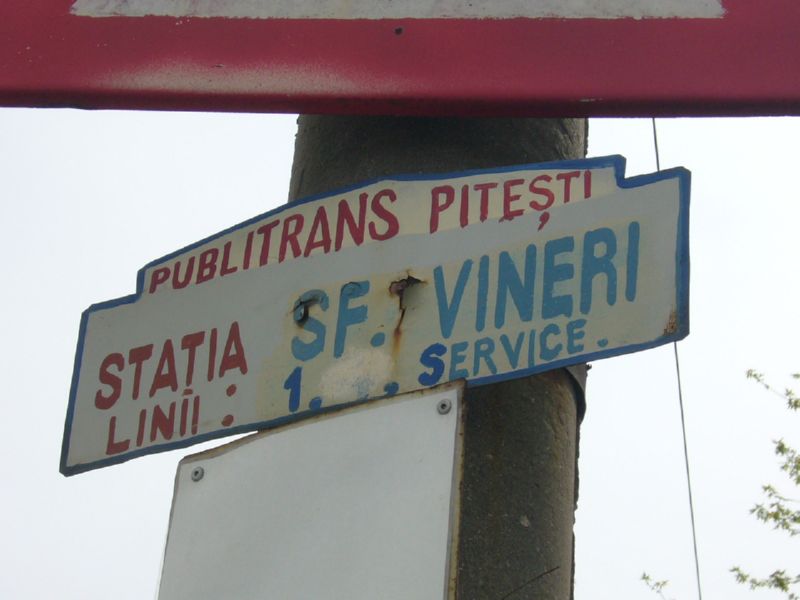 PUBLITRANS PITEȘTI
STAȚIA SF. VINERI
LINII: 1. , SERVICE.